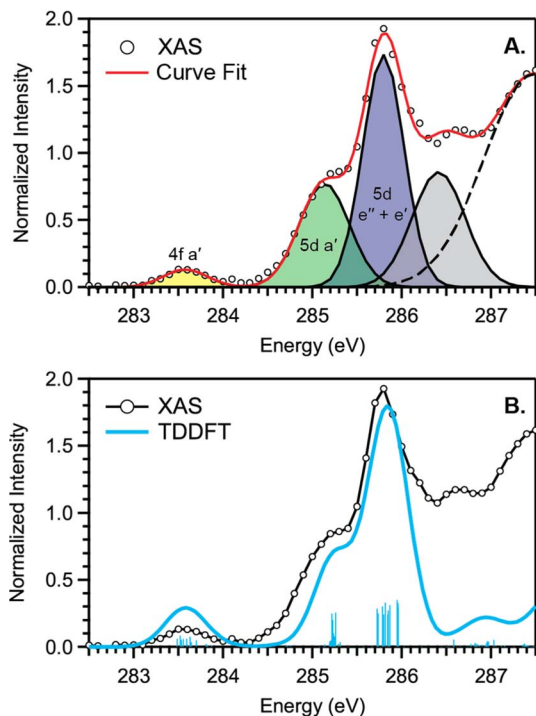 A.
XAS
Curve Fit
Normalized Intensity
2.0
1.5
1.0
0.5
0.0
4f a′
5d a′
5d
e″ + e′
283
284
285
286
287
Energy (eV)
B.
XAS
TDDFT
Normalized Intensity
2.0
1.5
1.0
0.5
0.0
283
284
285
286
287
Energy (eV)